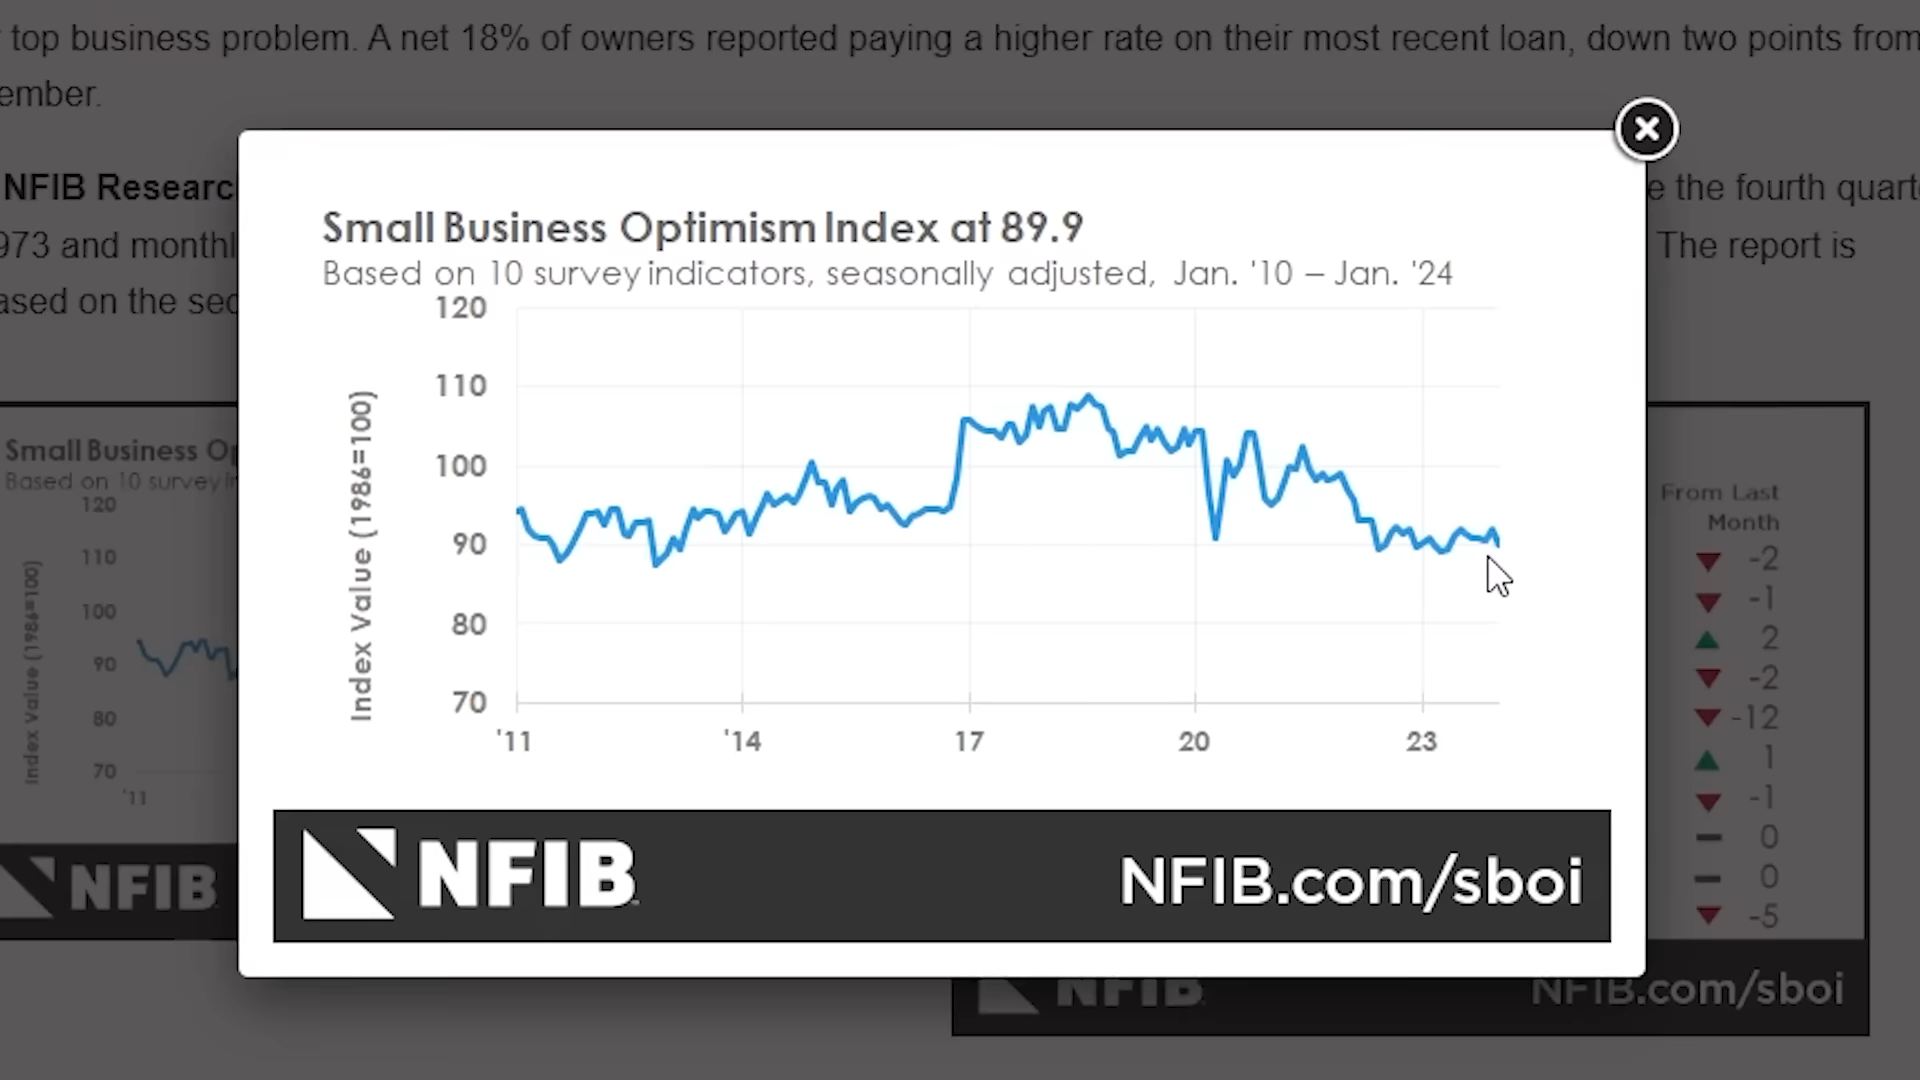 top business problem. A net 18% of owners reported paying a higher rate on their most recent loan, down two points from
ember.
NFIB Researc
e the fourth quart
973 and monthl
The report is
ased on the sec
Small Business Optimism Index at 89.9
Based on 10 survey indicators, seasonally adjusted, Jan. '10 – Jan. '24
120
110
100
90
80
70
Index Value (1986=100)
'11
'14
17
20
23
NFIB
NFIB.com/sboi
Small Business Op
Based on 10 survey in
120
110
100
90
80
70
Index Value (1986=100)
'11
NFIB
From Last
Month
-2
-1
2
-2
-12
1
-1
0
0
-5
NFIB
NFIB.com/sboi